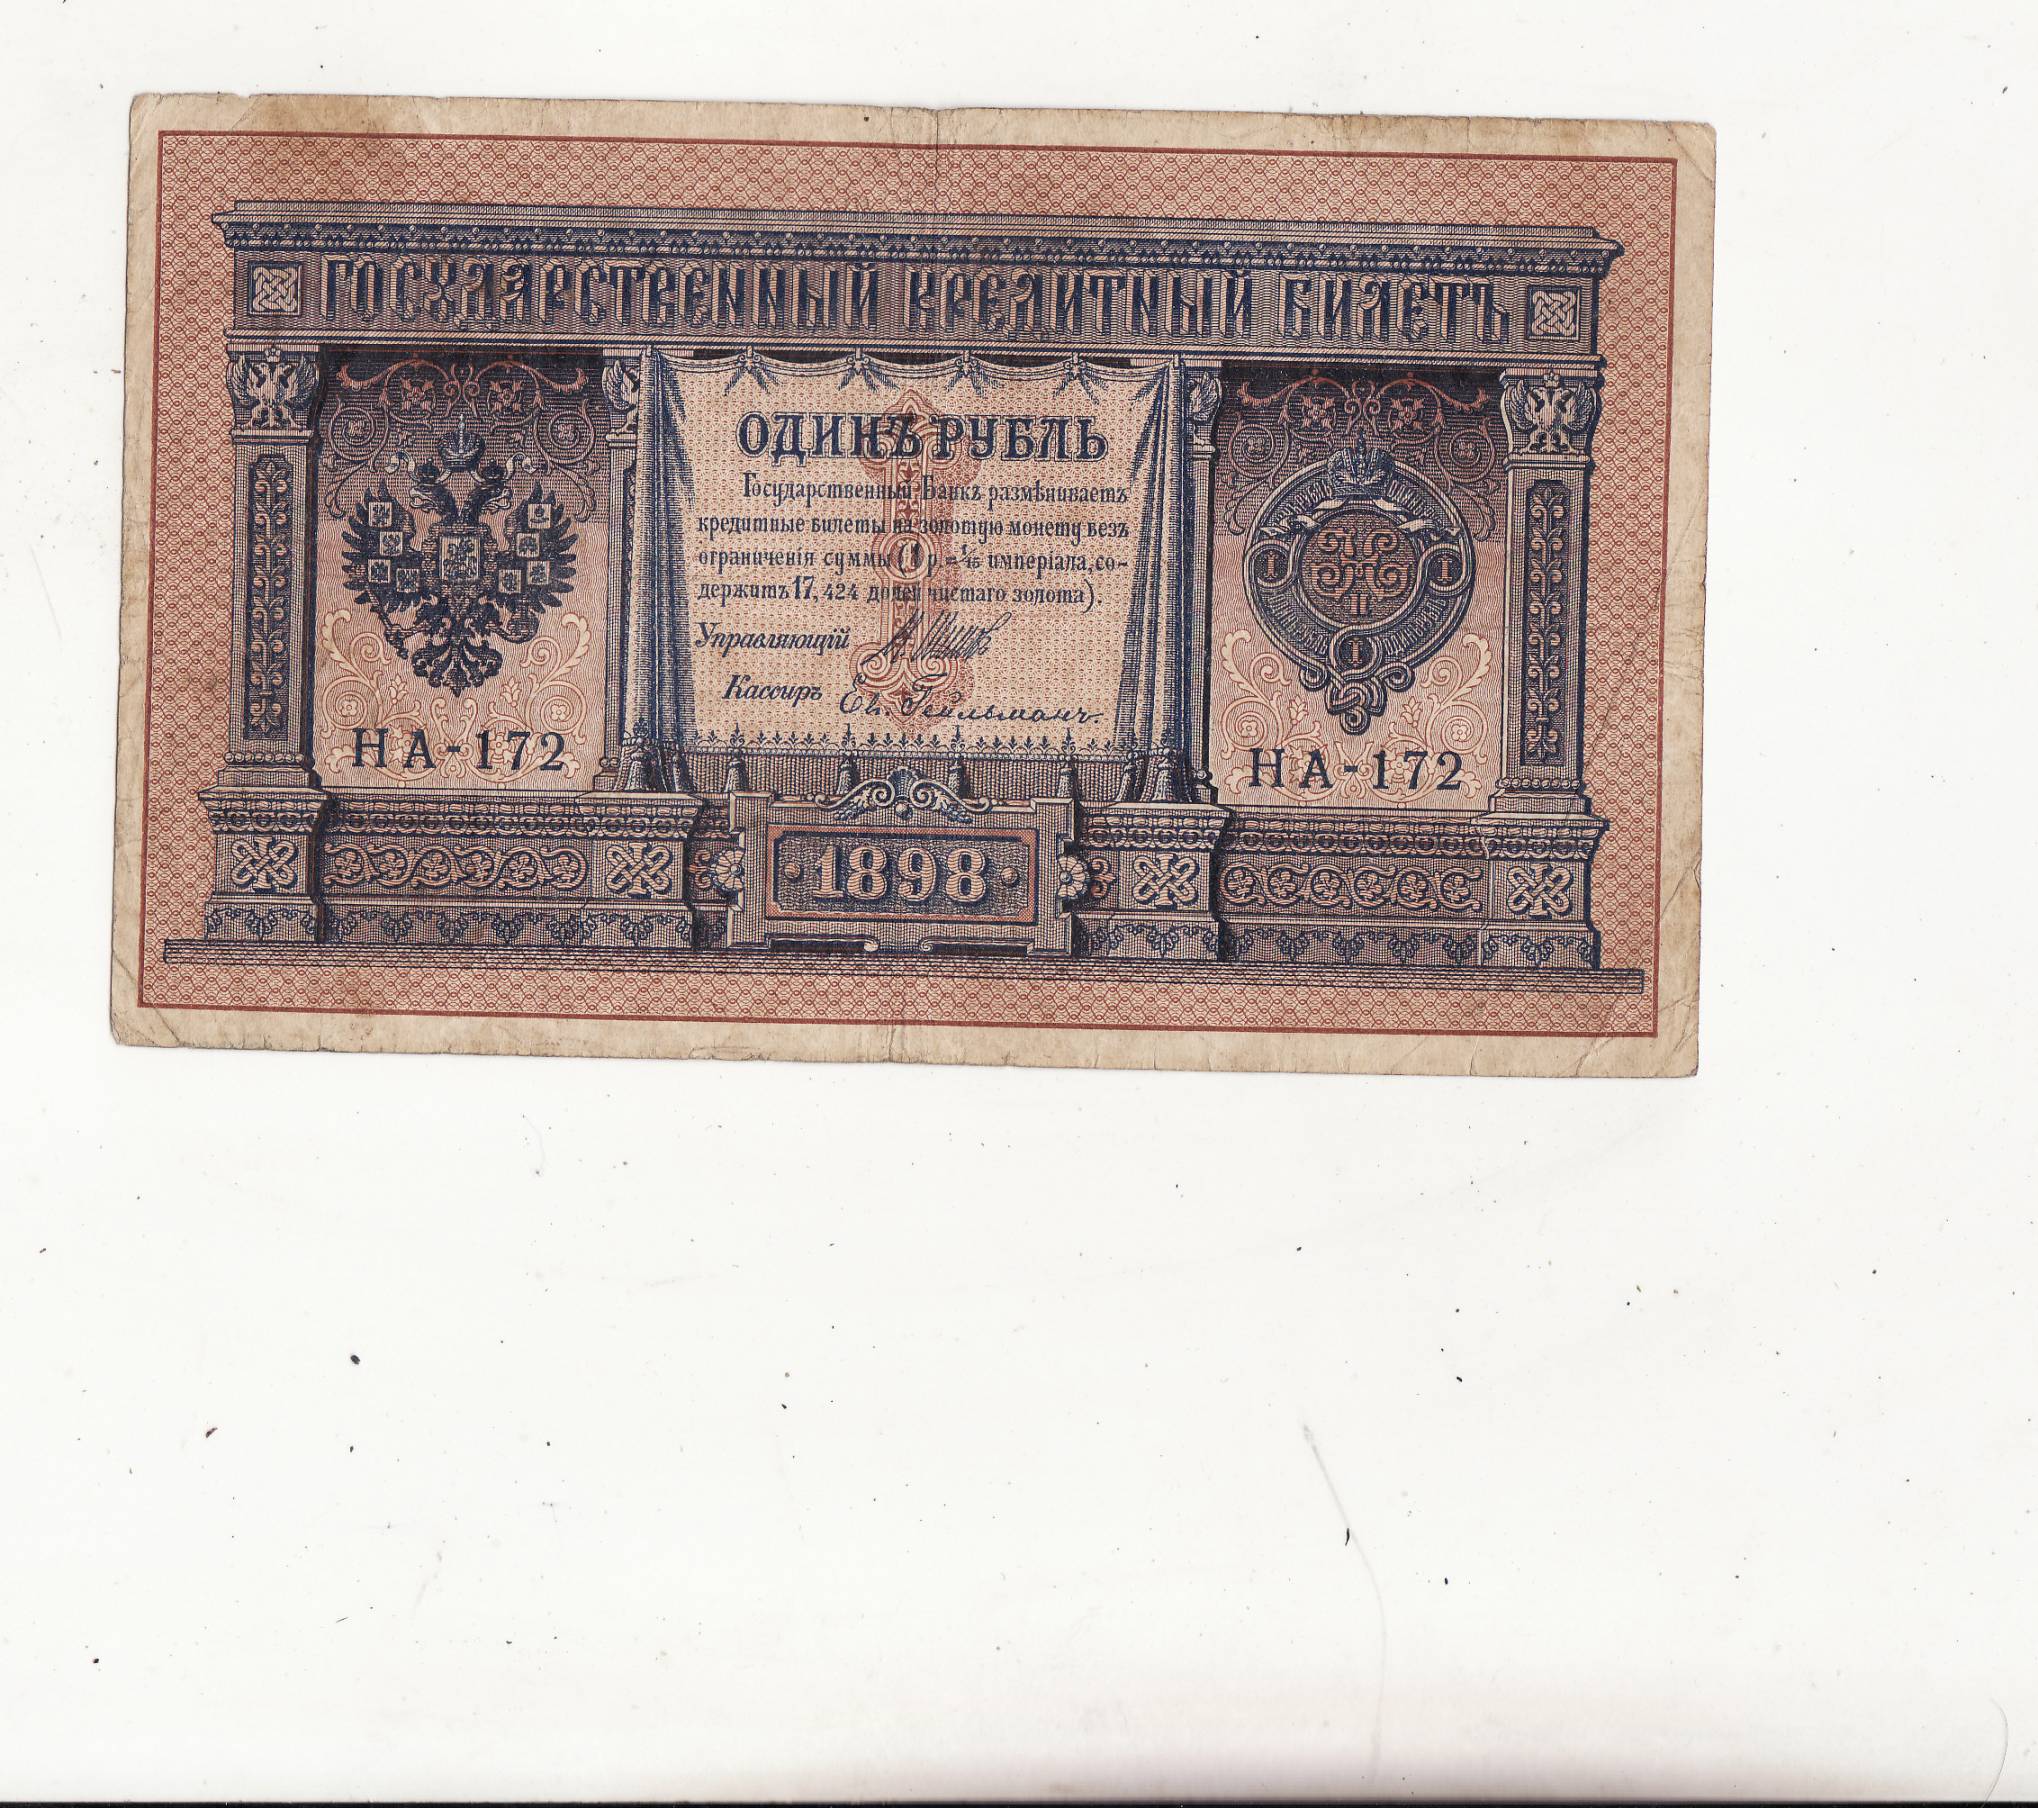 ГОСУДАРСТВЕННЫЙ КРЕДИТНЫЙ БИЛЕТЪ
ОДИНЪ РУБЛЬ
Государственный Банкъ размѣниваетъ
кредитные билеты на золотую монету безъ
ограниченія суммы (1 р. = 1/15 имперіала, со-
держитъ 17,424 долей чистаго золота).
Управляющій
Кассиръ
НА-172
НА-172
1898